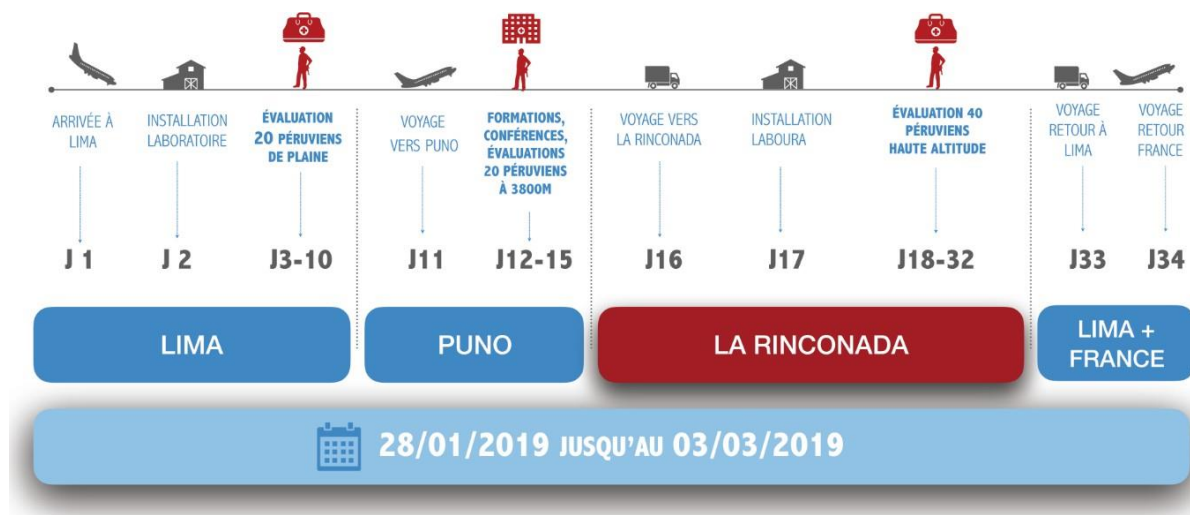 ARRIVÉE À
LIMA
INSTALLATION
LABORATOIRE
ÉVALUATION
20 PÉRUVIENS
DE PLAINE
VOYAGE
VERS PUNO
FORMATIONS,
CONFÉRENCES,
ÉVALUATIONS
20 PÉRUVIENS
À 3800M
VOYAGE VERS
LA RINCONADA
INSTALLATION
LABOURA
ÉVALUATION 40
PÉRUVIENS
HAUTE ALTITUDE
VOYAGE
RETOUR À
LIMA
VOYAGE
RETOUR
FRANCE
J 1
J 2
J3-10
J11
J12-15
J16
J17
J18-32
J33
J34
LIMA
PUNO
LA RINCONADA
LIMA +
FRANCE
28/01/2019 JUSQU'AU 03/03/2019